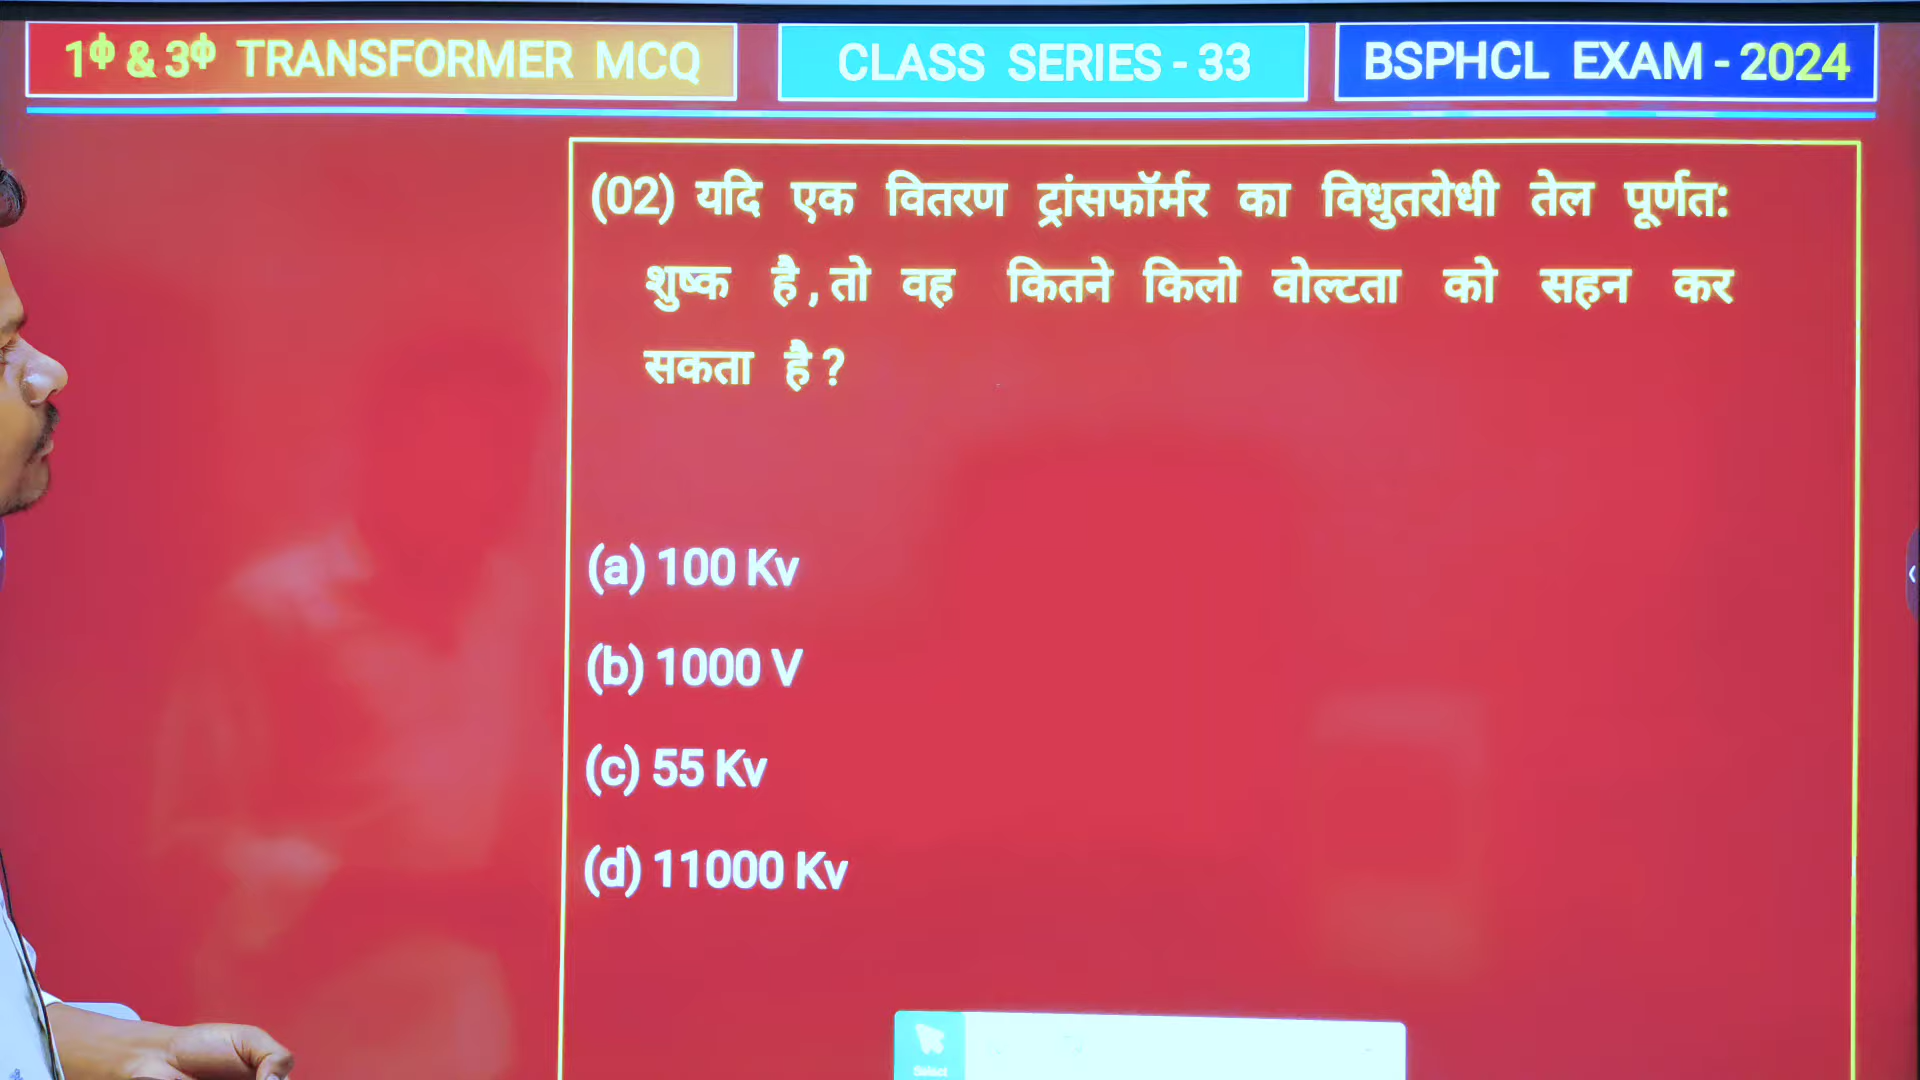 1ϕ & 3ϕ TRANSFORMER MCQ
CLASS SERIES - 33
BSPHCL EXAM - 2024
(02) यदि एक वितरण ट्रांसफॉर्मर का विधुतरोधी तेल पूर्णत:
शुष्क है , तो वह कितने किलो वोल्टता को सहन कर
सकता है ?
(a) 100 Kv
(b) 1000 V
(c) 55 Kv
(d) 11000 Kv
Select